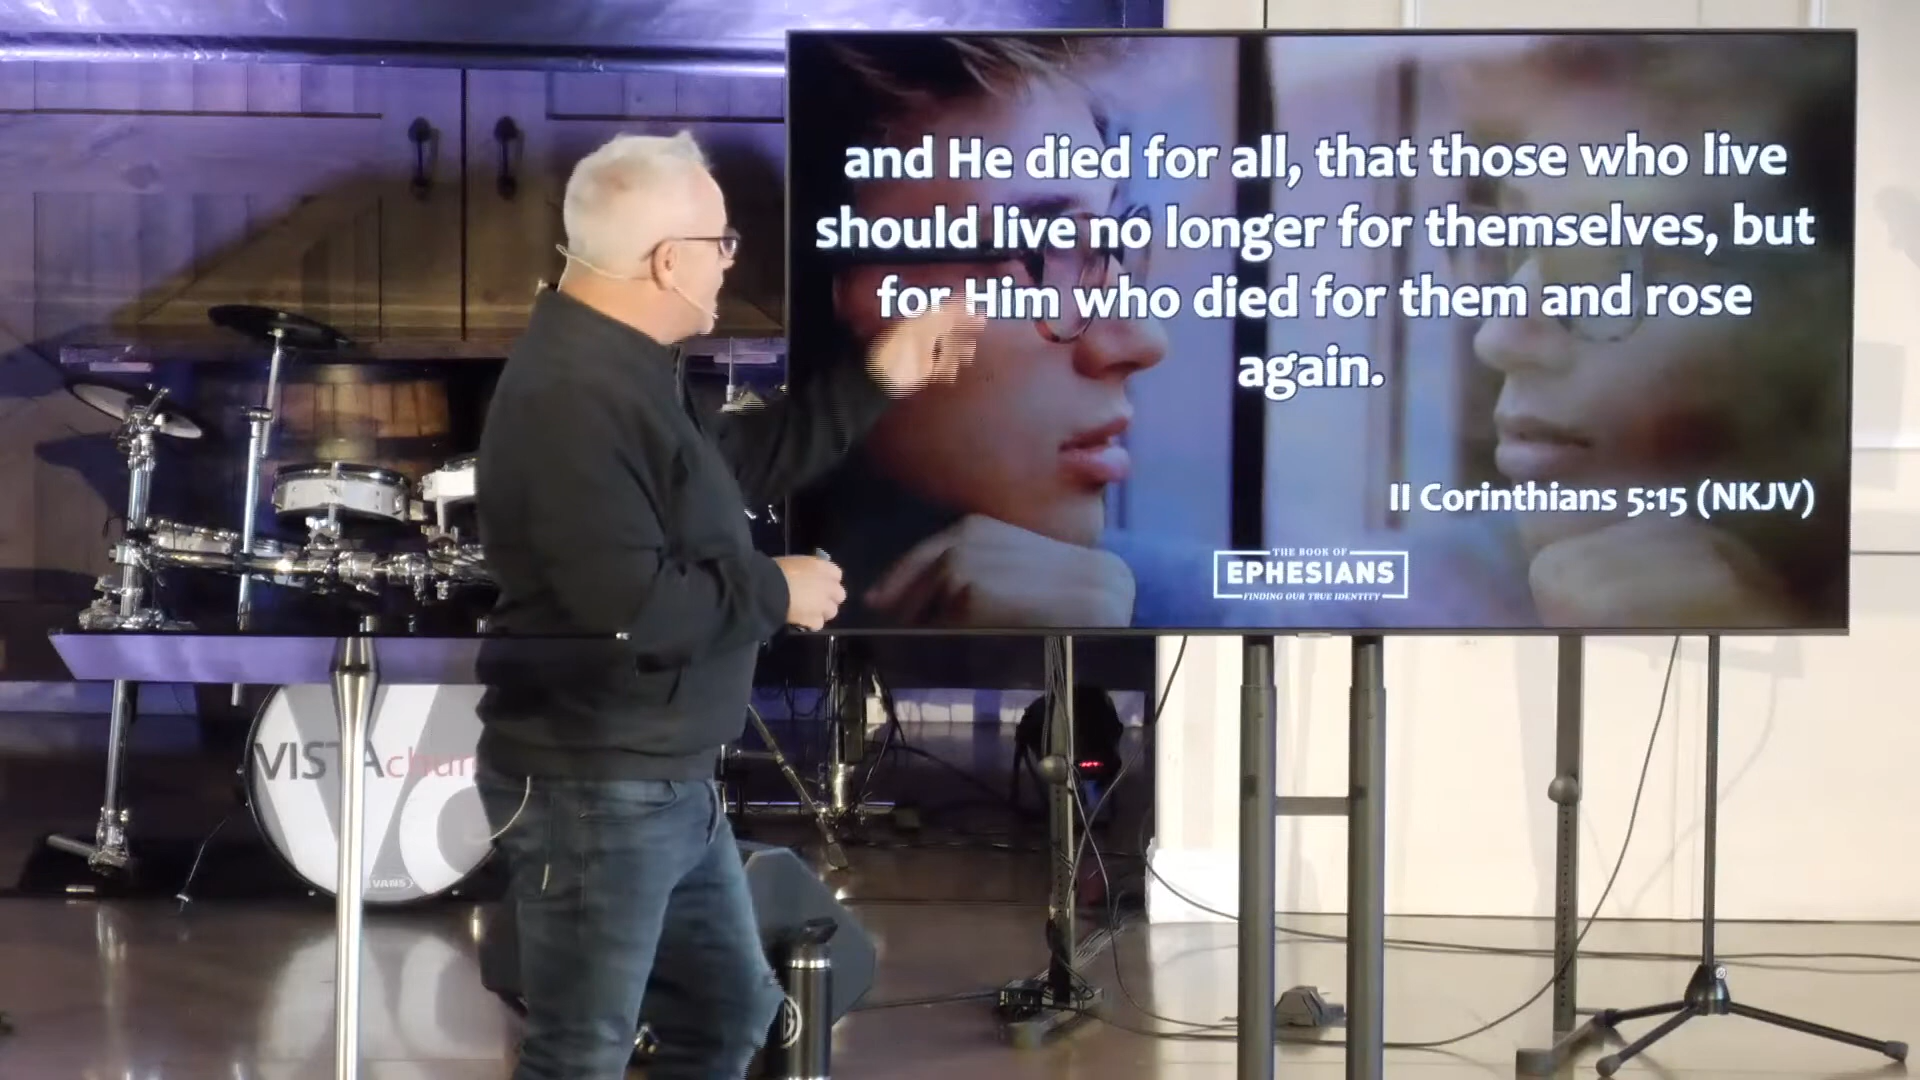 and He died for all, that those who live
should live no longer for themselves, but
for Him who died for them and rose
again.
II Corinthians 5:15 (NKJV)
THE BOOK OF
EPHESIANS
FINDING OUR TRUE IDENTITY
VISTAchur
EVANS